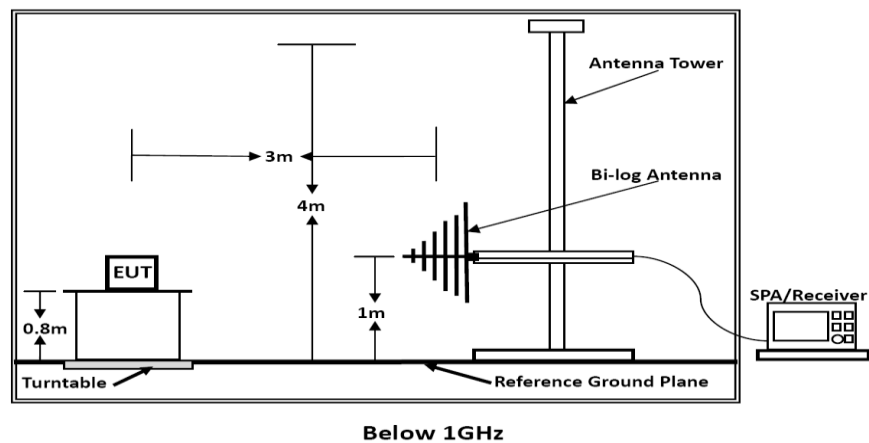 Antenna Tower
3m
Bi-log Antenna
4m
EUT
SPA/Receiver
0.8m
1m
Turntable
Reference Ground Plane
Below 1GHz